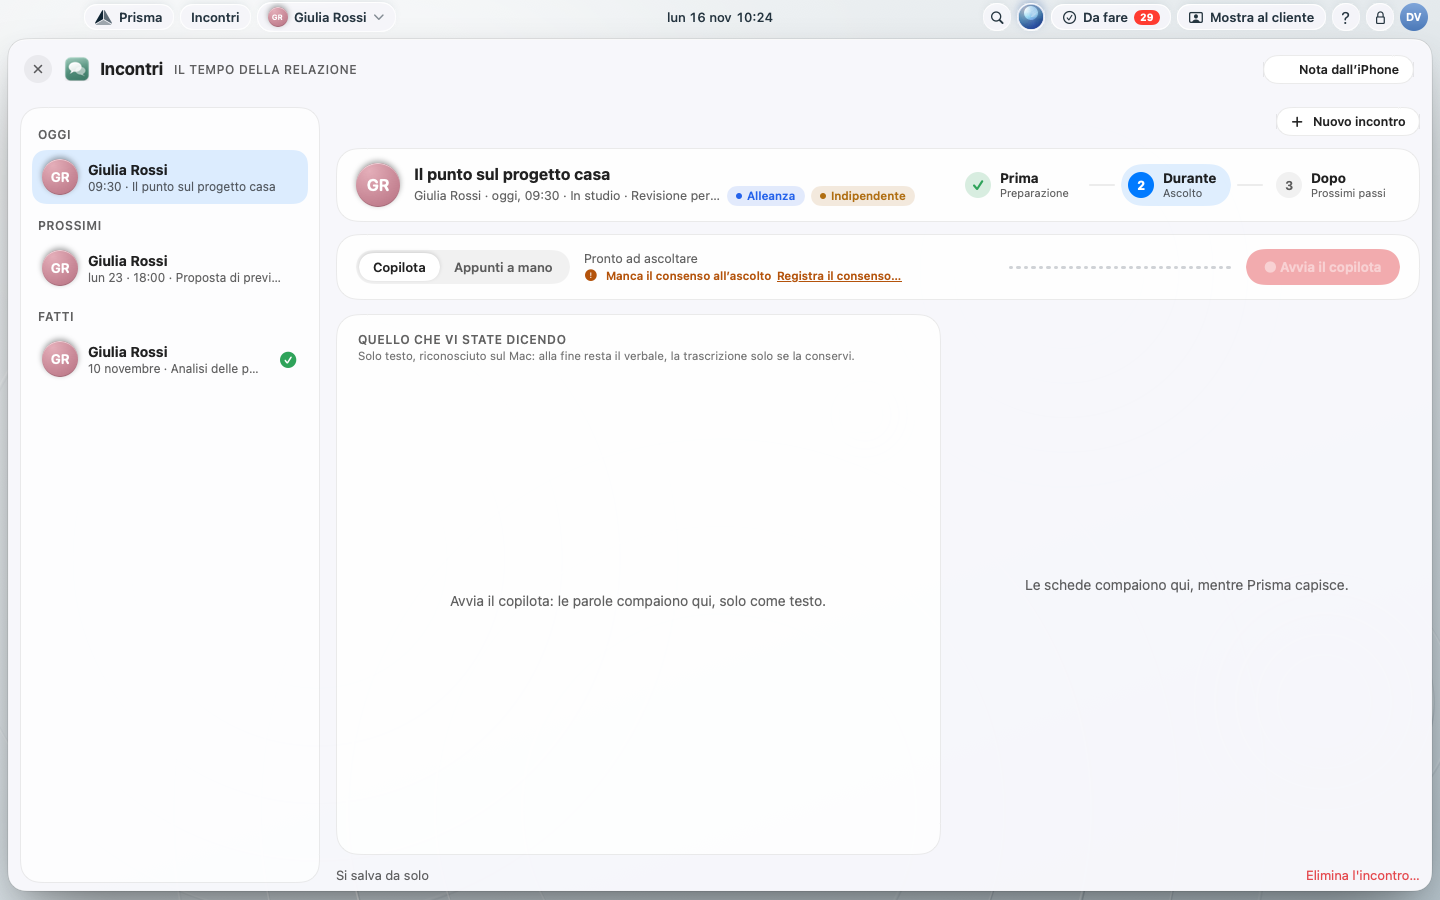 Prisma
Incontri
GR Giulia Rossi
lun 16 nov 10:24
Da fare 29
Mostra al cliente
?
DV
Incontri IL TEMPO DELLA RELAZIONE
Nota dall'iPhone
OGGI
GR
Giulia Rossi
09:30 · Il punto sul progetto casa
PROSSIMI
GR
Giulia Rossi
lun 23 · 18:00 · Proposta di previ...
FATTI
GR
Giulia Rossi
10 novembre · Analisi delle p...
+ Nuovo incontro
GR
Il punto sul progetto casa
Giulia Rossi · oggi, 09:30 · In studio · Revisione per... Alleanza Indipendente
Prima
Preparazione
2 Durante
Ascolto
3 Dopo
Prossimi passi
Copilota
Appunti a mano
Pronto ad ascoltare
Manca il consenso all'ascolto Registra il consenso...
Avvia il copilota
QUELLO CHE VI STATE DICENDO
Solo testo, riconosciuto sul Mac: alla fine resta il verbale, la trascrizione solo se la conservi.
Avvia il copilota: le parole compaiono qui, solo come testo.
Le schede compaiono qui, mentre Prisma capisce.
Si salva da solo
Elimina l'incontro...